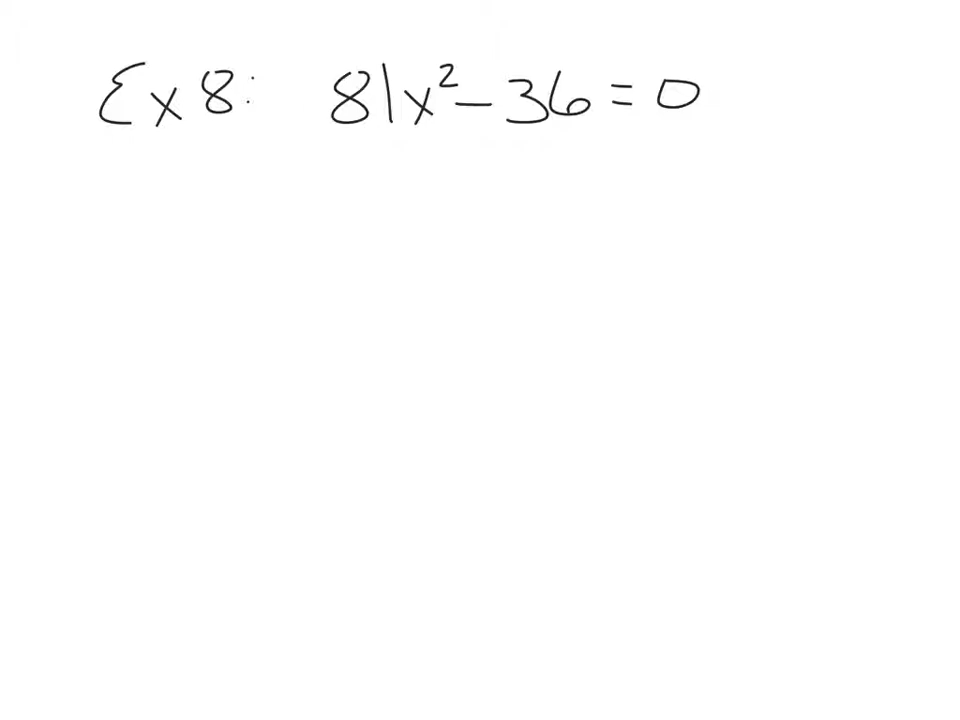 Ex 8: 81x² - 36 = 0